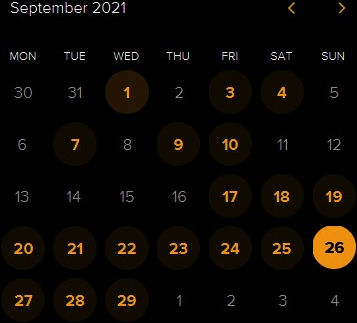 September 2021
MON TUE WED THU FRI SAT SUN
30 31 1 2 3 4 5
6 7 8 9 10 11 12
13 14 15 16 17 18 19
20 21 22 23 24 25 26
27 28 29 1 2 3 4